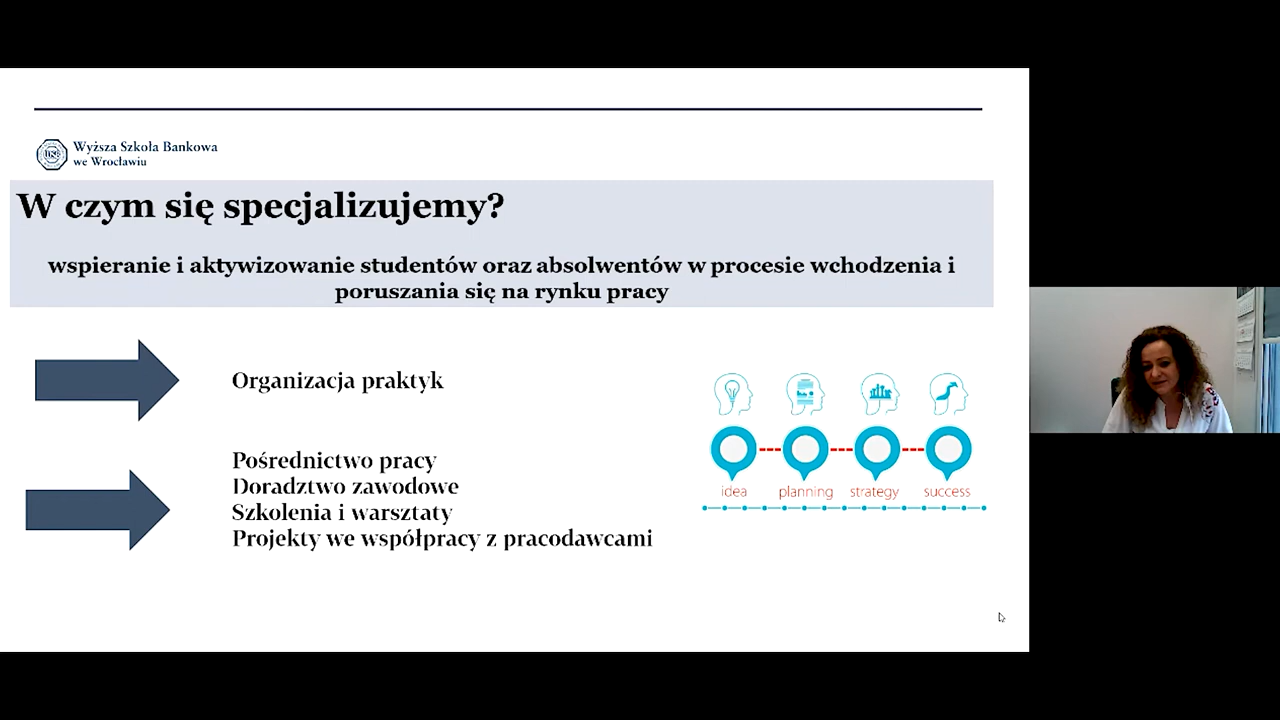 Wyższa Szkoła Bankowa
we Wrocławiu
W czym się specjalizujemy?
wspieranie i aktywizowanie studentów oraz absolwentów w procesie wchodzenia i
poruszania się na rynku pracy
Organizacja praktyk
Pośrednictwo pracy
Doradztwo zawodowe
Szkolenia i warsztaty
Projekty we współpracy z pracodawcami
idea planning strategy success